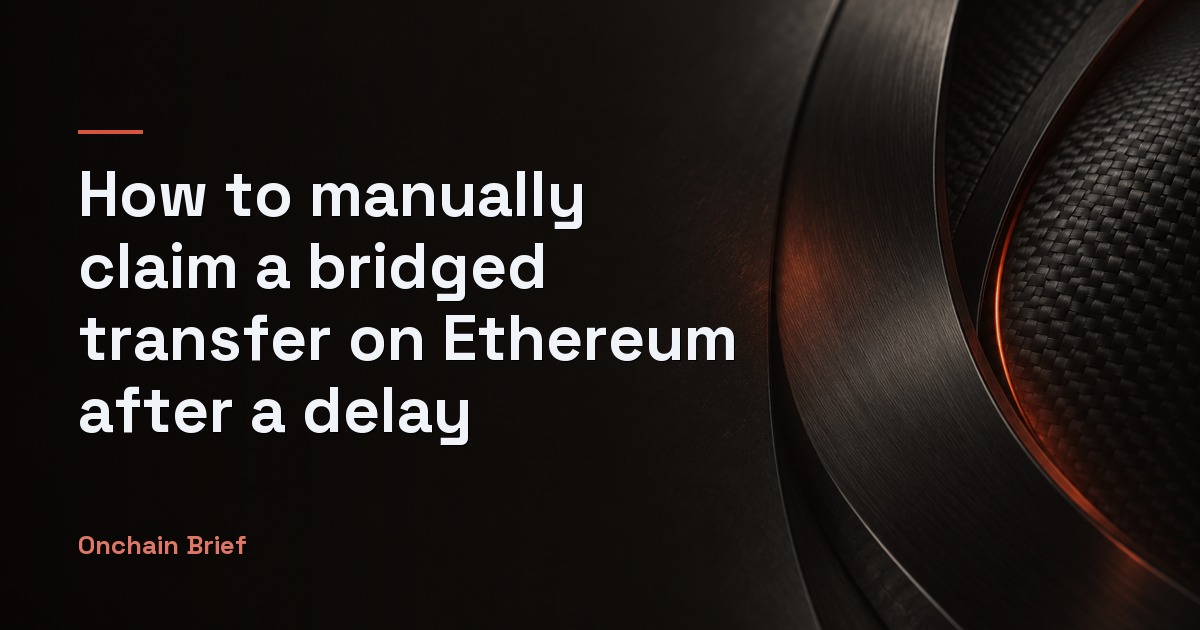 How to manually
claim a bridged
transfer on Ethereum
after a delay
Onchain Brief